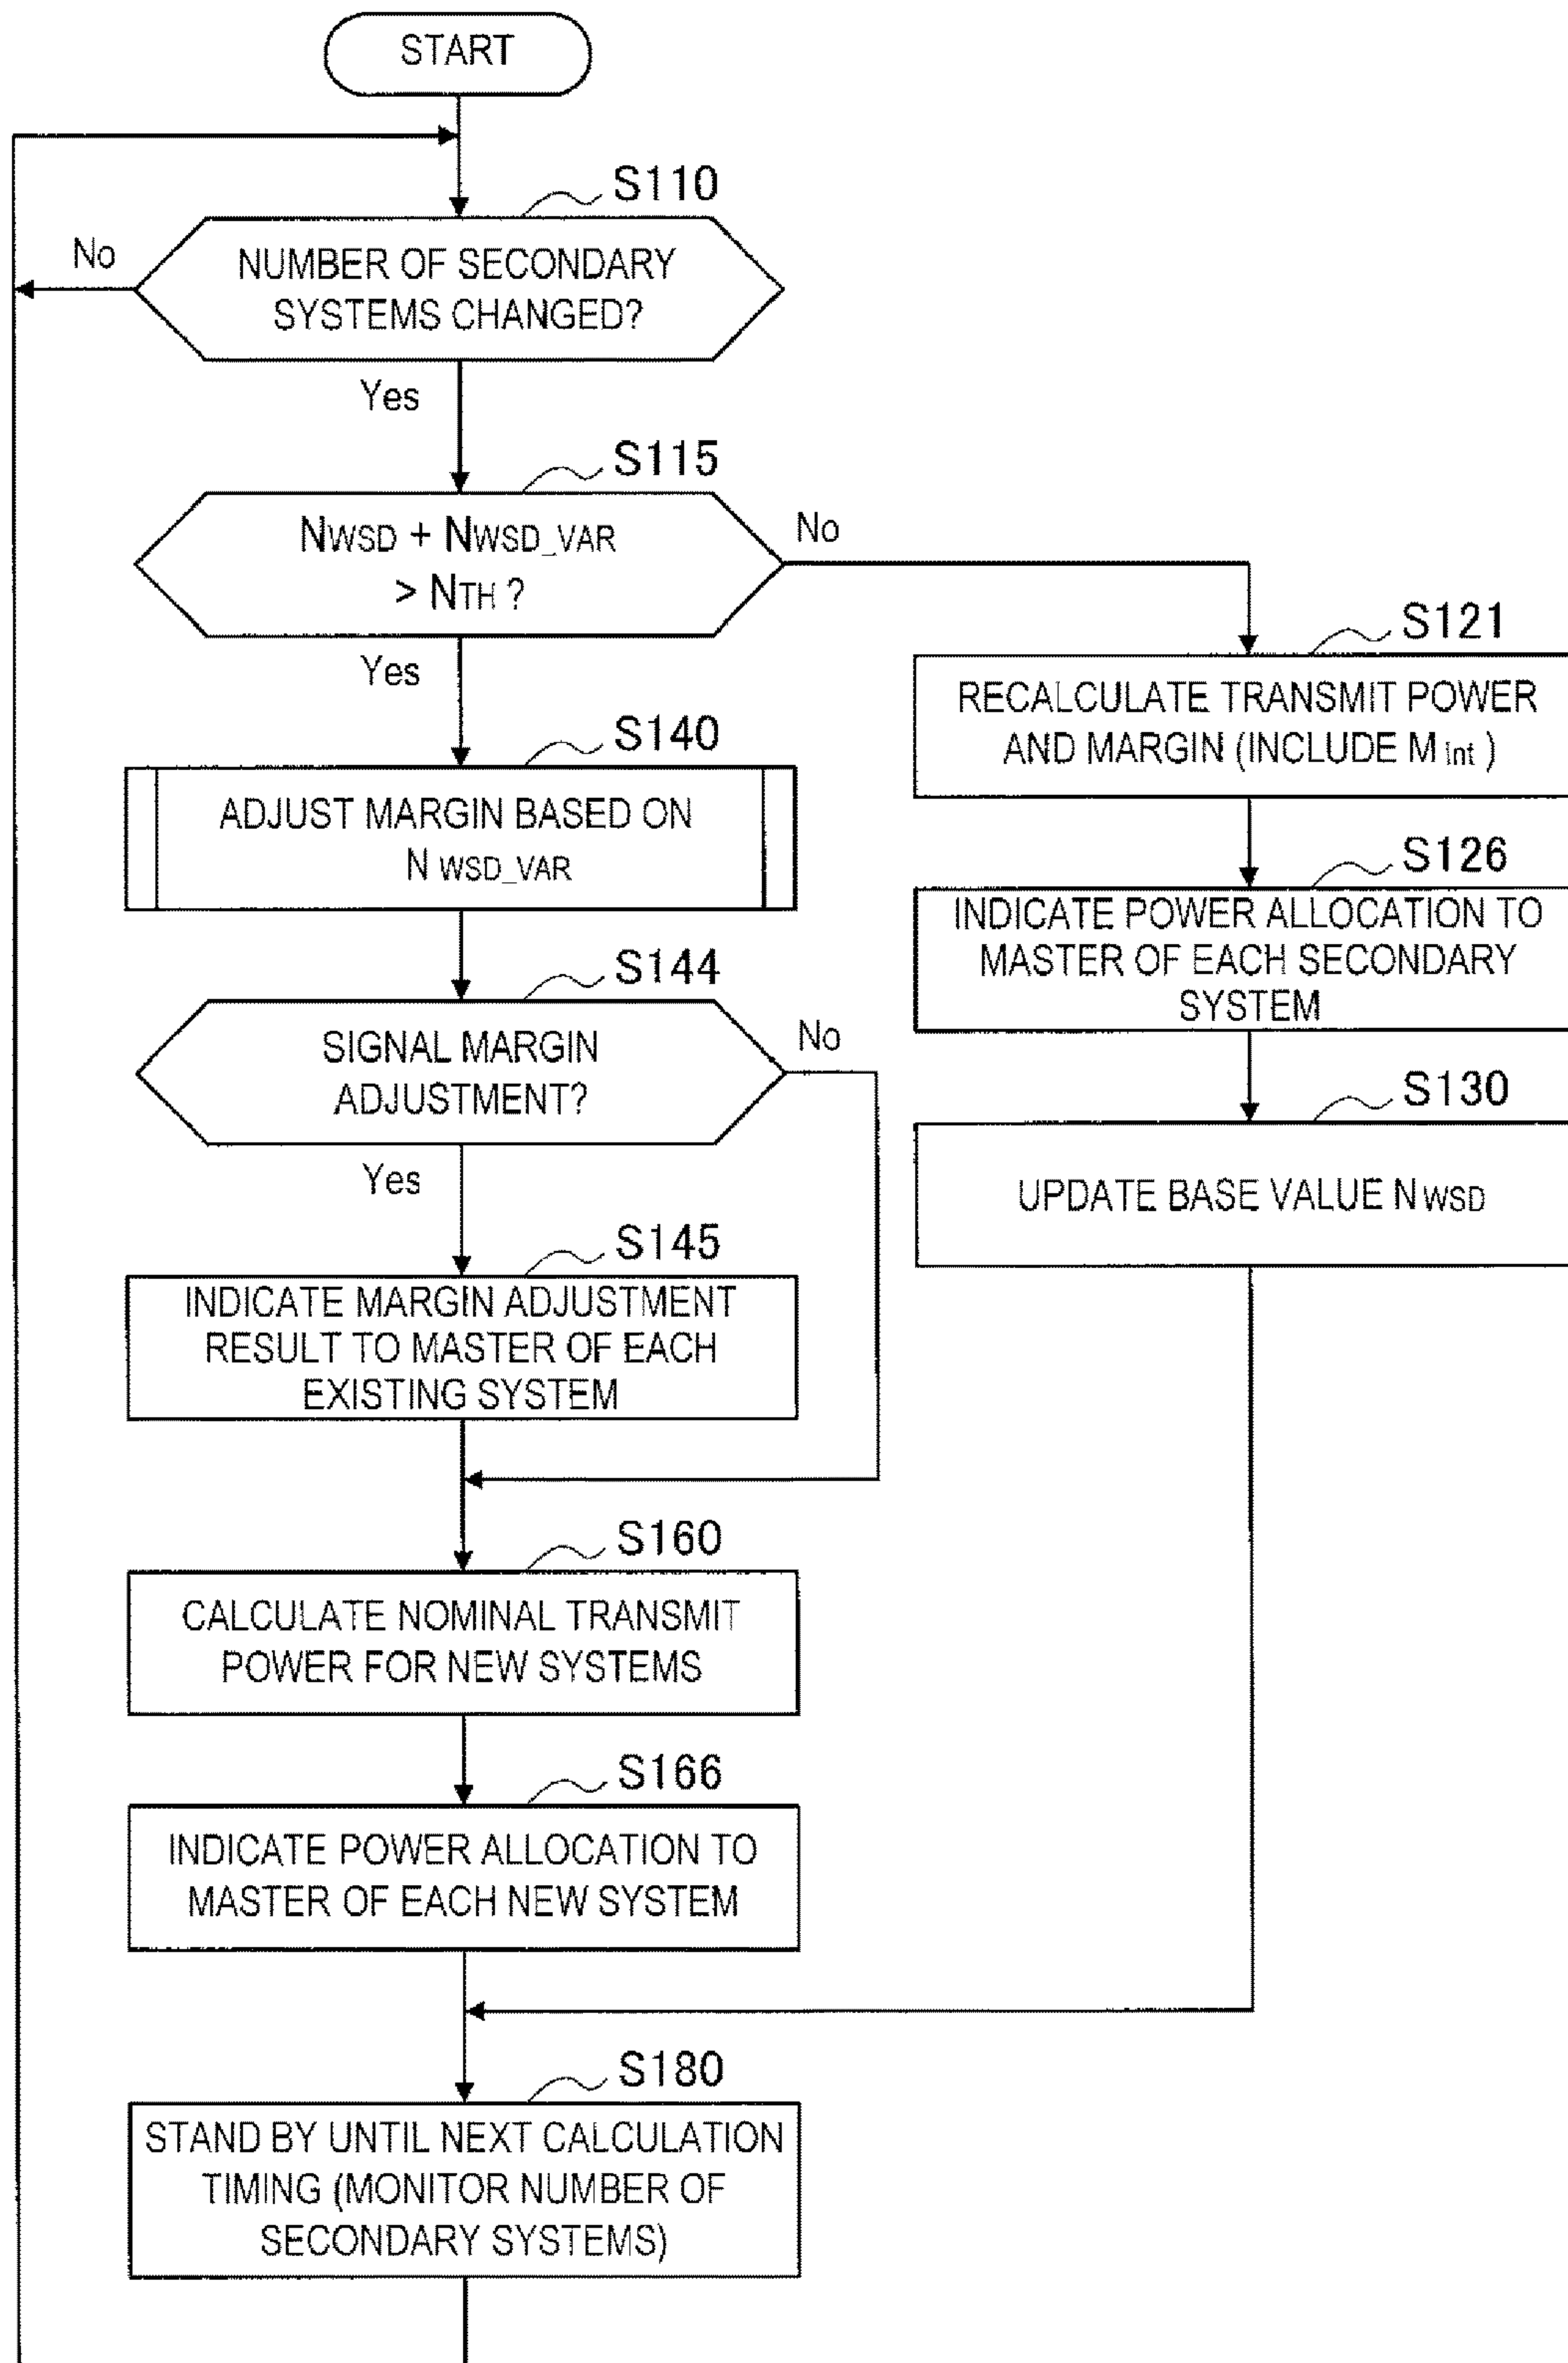 START
S110
No
NUMBER OF SECONDARY
SYSTEMS CHANGED?
Yes
S115
NWSD + NWSD_VAR
> NTH ?
No
Yes
S121
RECALCULATE TRANSMIT POWER
AND MARGIN (INCLUDE M int )
S140
ADJUST MARGIN BASED ON
N WSD_VAR
S126
INDICATE POWER ALLOCATION TO
MASTER OF EACH SECONDARY
SYSTEM
S144
SIGNAL MARGIN
ADJUSTMENT?
No
Yes
S130
UPDATE BASE VALUE N WSD
S145
INDICATE MARGIN ADJUSTMENT
RESULT TO MASTER OF EACH
EXISTING SYSTEM
S160
CALCULATE NOMINAL TRANSMIT
POWER FOR NEW SYSTEMS
S166
INDICATE POWER ALLOCATION TO
MASTER OF EACH NEW SYSTEM
S180
STAND BY UNTIL NEXT CALCULATION
TIMING (MONITOR NUMBER OF
SECONDARY SYSTEMS)